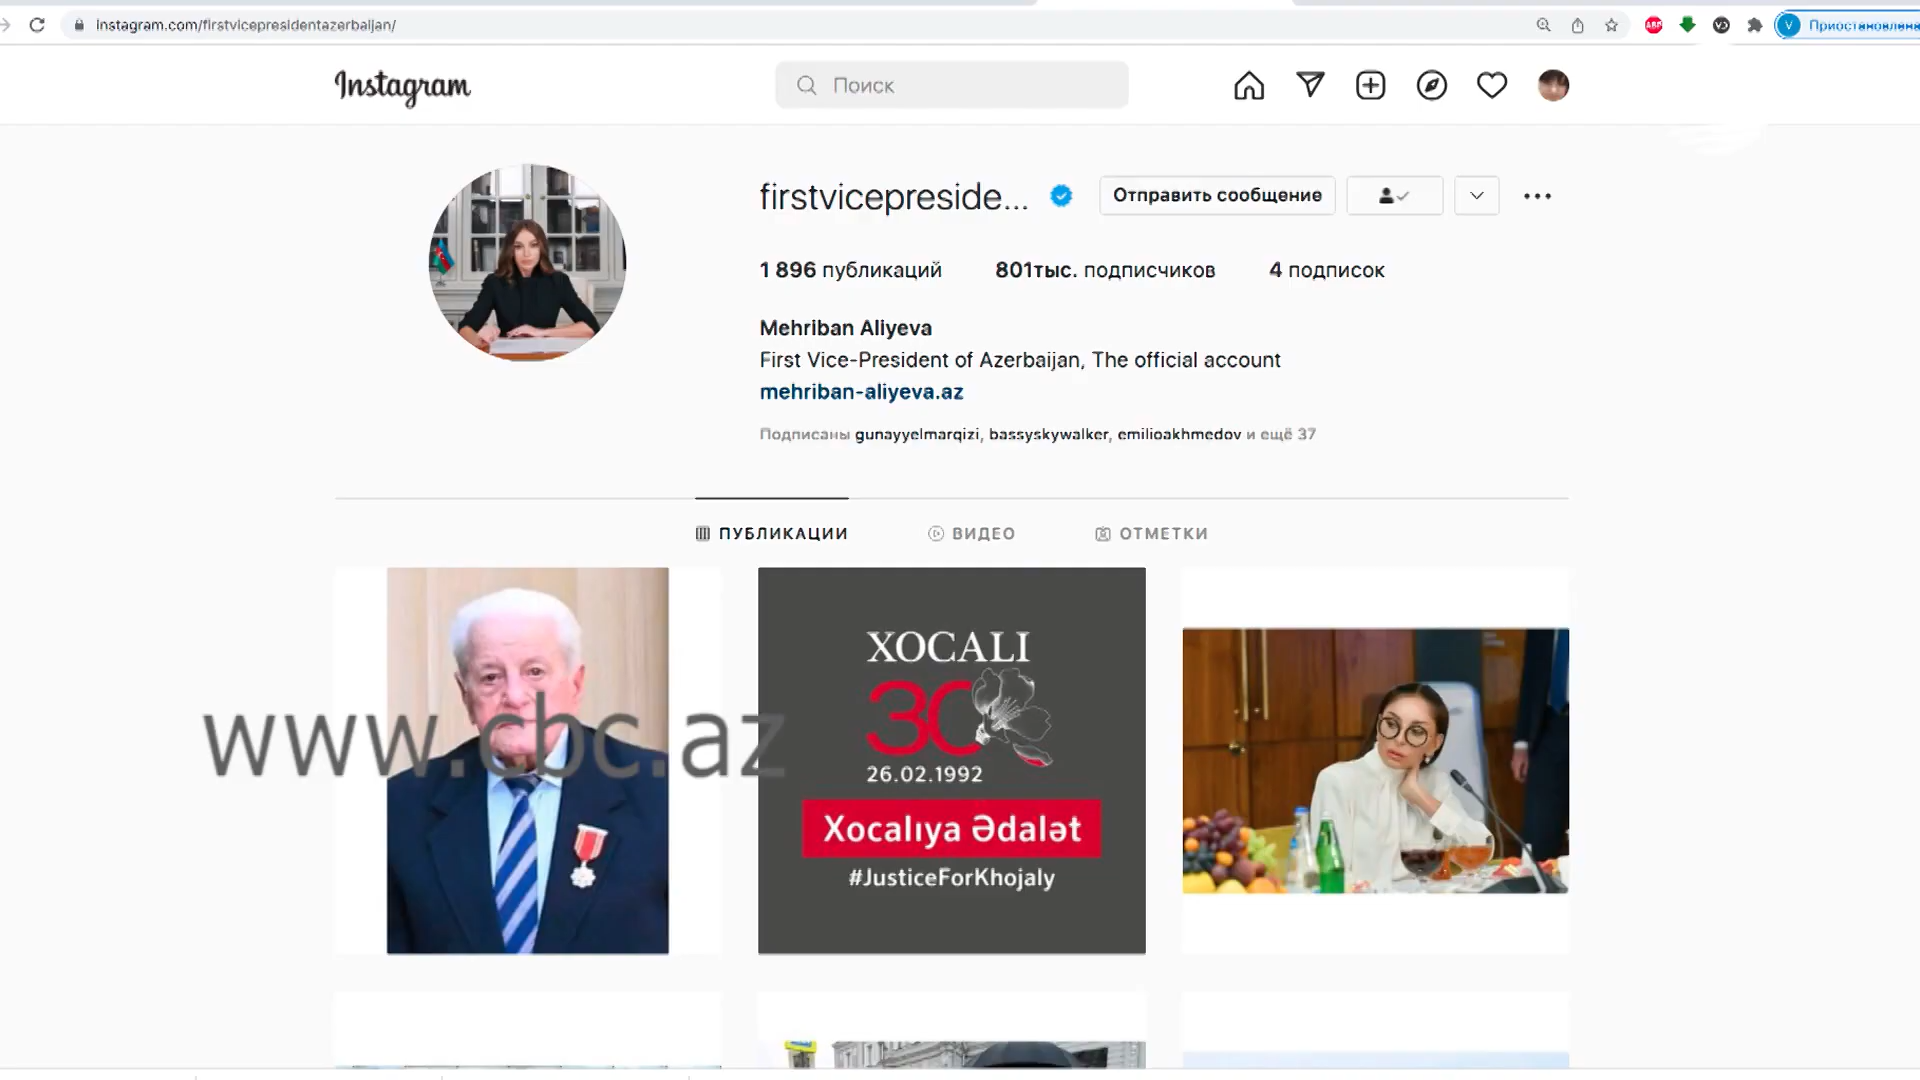 instagram.com/firstvicepresidentazerbaijan/
ABP
V
Приостановлена
Instagram
Поиск
firstvicepreside...
Отправить сообщение
1 896 публикаций
801тыс. подписчиков
4 подписок
Mehriban Aliyeva
First Vice-President of Azerbaijan, The official account
mehriban-aliyeva.az
Подписаны gunayyelmarqizi, bassyskywalker, emilioakhmedov и ещё 37
ПУБЛИКАЦИИ
ВИДЕО
ОТМЕТКИ
www.cbc.az
XOCALI
30
26.02.1992
Xocalıya Ədalət
#JusticeForKhojaly